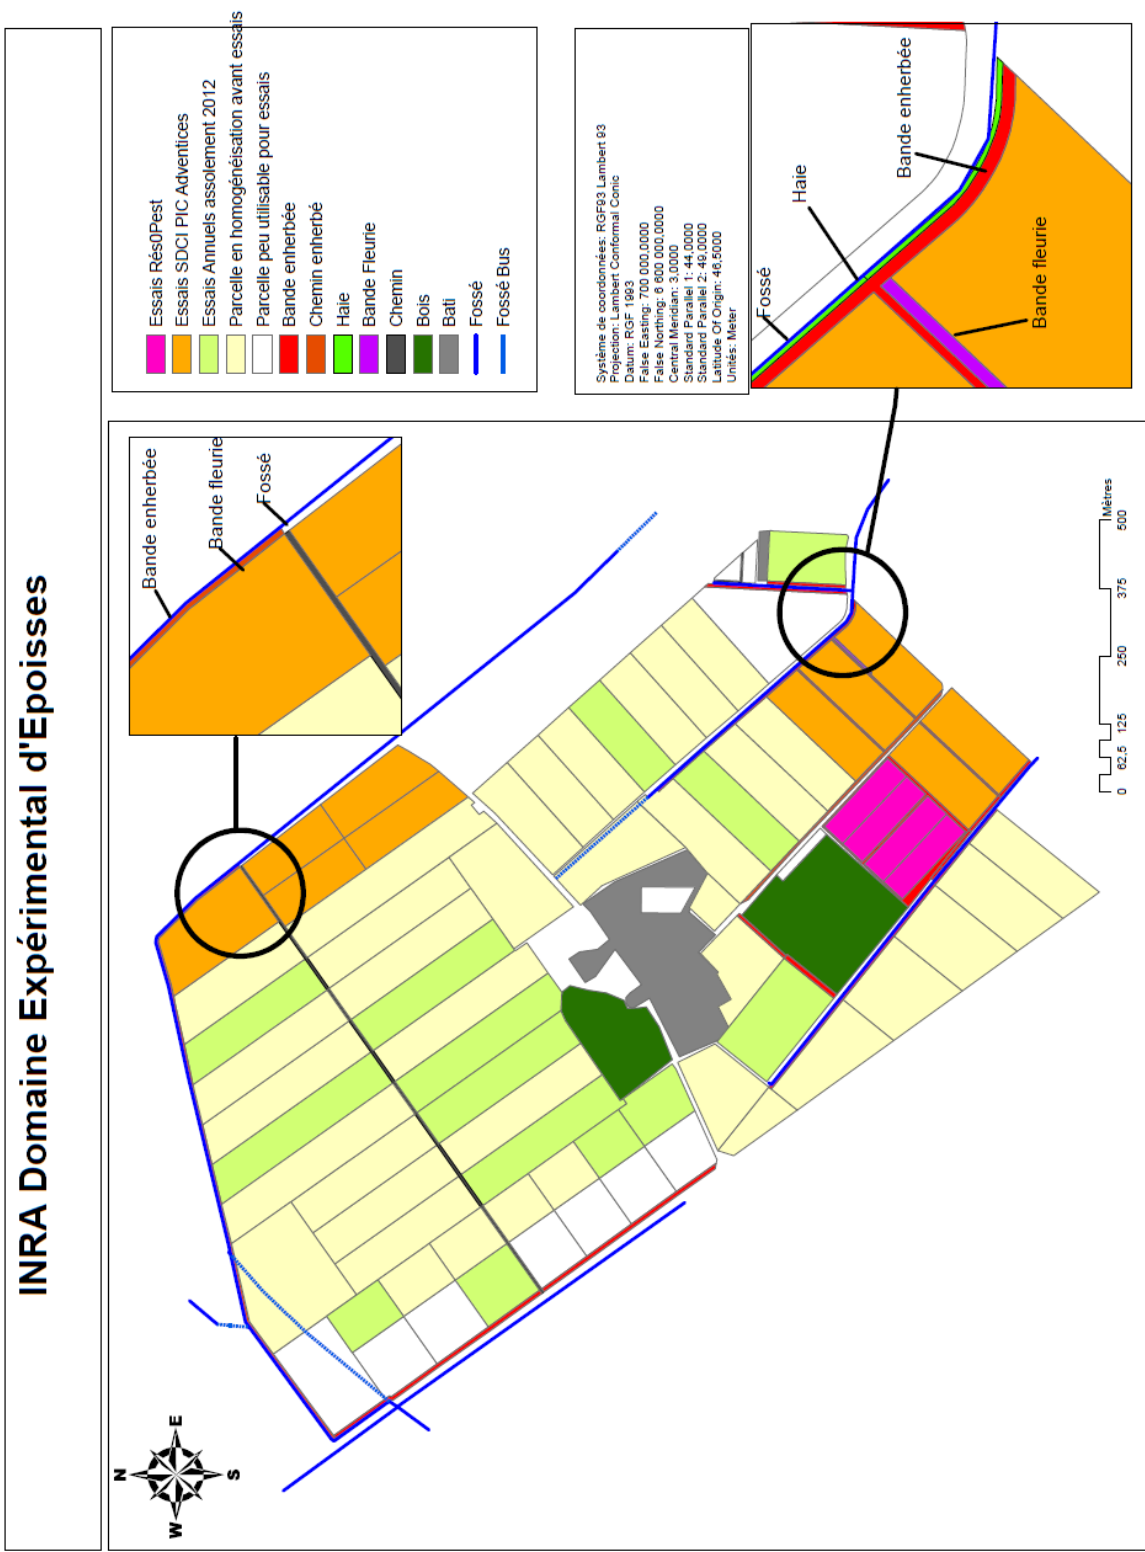 INRA Domaine Expérimental d'Epoisses
Essais Rés0Pest
Essais SDCI PIC Adventices
Essais Annuels assolement 2012
Parcelle en homogénéisation avant essais
Parcelle peu utilisable pour essais
Bande enherbée
Chemin enherbé
Haie
Bande Fleurie
Chemin
Bois
Bati
Fossé
Fossé Bus
Système de coordonnées: RGF93 Lambert 93
Projection: Lambert Conformal Conic
Datum: RGF 1993
False Easting: 700 000,0000
False Northing: 6 600 000,0000
Central Meridian: 3,0000
Standard Parallel 1: 44,0000
Standard Parallel 2: 49,0000
Latitude Of Origin: 46,5000
Unités: Meter
Fossé
Haie
Bande enherbée
Bande fleurie
Bande enherbée
Bande fleurie
Fossé
N
W
E
S
Mètres
0 62,5 125 250 375 500